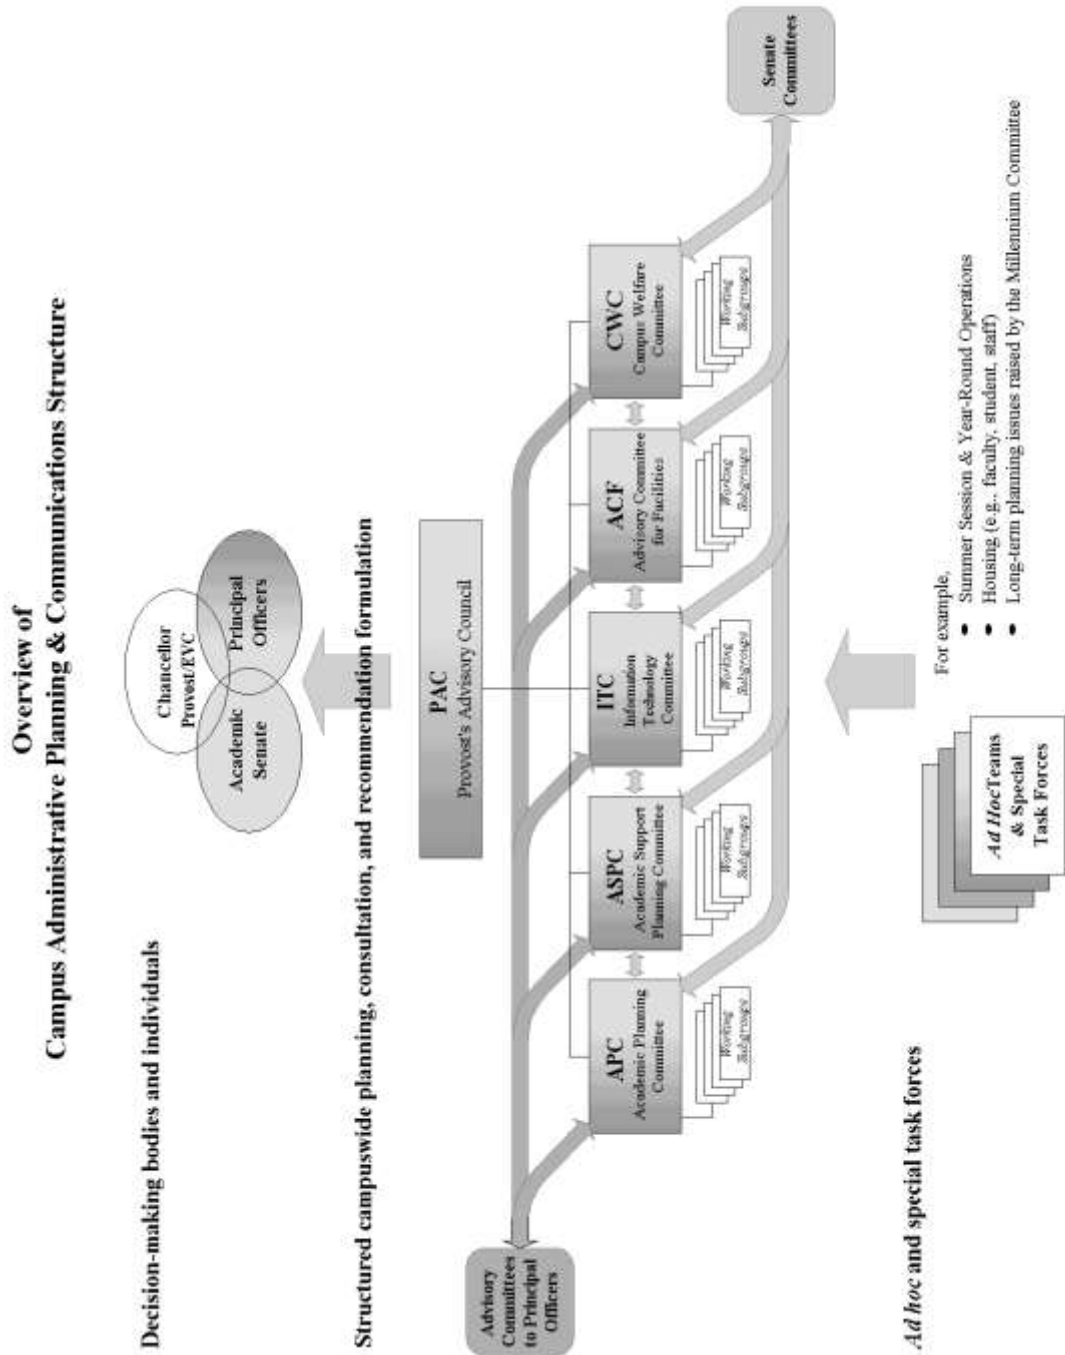 Overview of
Campus Administrative Planning & Communications Structure
Decision-making bodies and individuals
Chancellor
Provost/EVC
Academic
Senate
Principal
Officers
Structured campuswide planning, consultation, and recommendation formulation
PAC
Provost's Advisory Council
Advisory
Committees
to Principal
Officers
APC
Academic Planning
Committee
Working
Subgroups
ASPC
Academic Support
Planning Committee
Working
Subgroups
ITC
Information
Technology
Committee
Working
Subgroups
ACF
Advisory Committee
for Facilities
Working
Subgroups
CWC
Campus Welfare
Committee
Working
Subgroups
Senate
Committees
Ad hoc and special task forces
Ad Hoc Teams
& Special
Task Forces
For example,
• Summer Session & Year-Round Operations
• Housing (e.g., faculty, student, staff)
• Long-term planning issues raised by the Millennium Committee